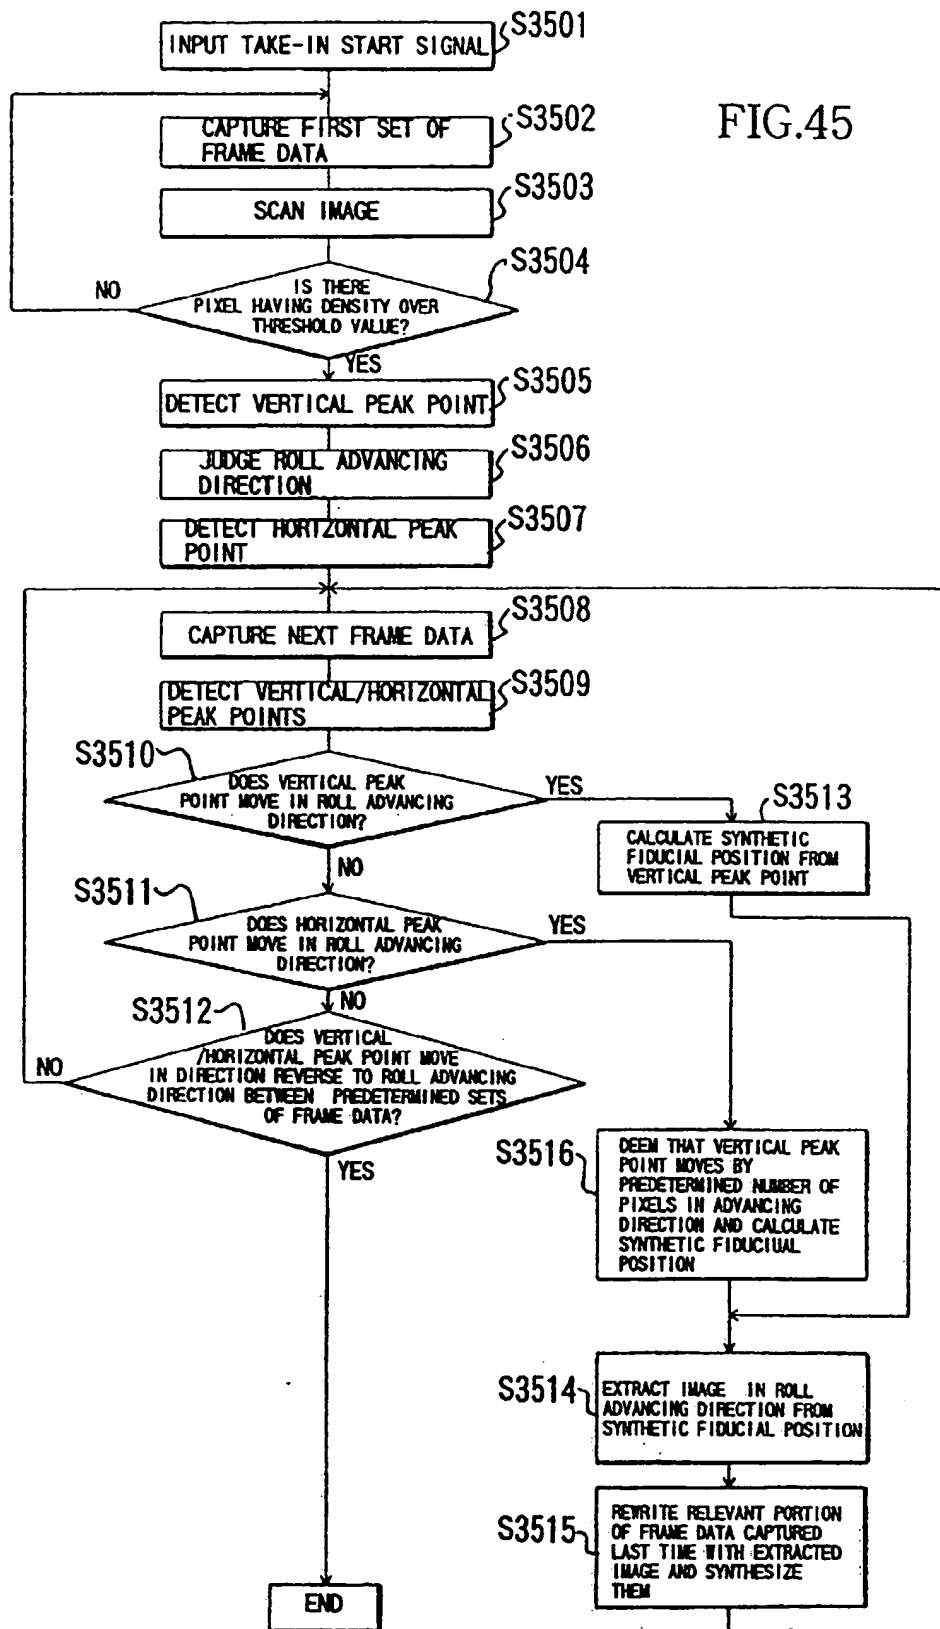 S3501
INPUT TAKE-IN START SIGNAL
FIG.45
S3502
CAPTURE FIRST SET OF
FRAME DATA
S3503
SCAN IMAGE
S3504
IS THERE
PIXEL HAVING DENSITY OVER
THRESHOLD VALUE?
NO
YES
S3505
DETECT VERTICAL PEAK POINT
S3506
JUDGE ROLL ADVANCING
DIRECTION
S3507
DETECT HORTZONTAL PEAK
POINT
S3508
CAPTURE NEXT FRAME DATA
S3509
DETECT VERTICAL/HORIZONTAL
PEAK POINTS
S3510
DOES VERTICAL PEAK
POINT MOVE IN ROLL ADVANCING
DIRECTION?
YES
NO
S3513
CALCULATE SYNTHETIC
FIDUCIAL POSITION FROM
VERTICAL PEAK POINT
S3511
DOES HORIZONTAL PEAK
POINT MOVE IN ROLL ADVANCING
DIRECTION?
YES
NO
S3512
DOES VERTICAL
/HORIZONTAL PEAK POINT MOVE
IN DIRECTION REVERSE TO ROLL ADVANCING
DIRECTION BETWEEN PREDETERMINED SETS
OF FRAME DATA?
NO
YES
S3516
DEEM THAT VERTICAL PEAK
POINT MOVES BY
PREDETERMINED NUMBER OF
PIXELS IN ADVANCING
DIRECTION AND CALCULATE
SYNTHETIC FIDUCIUAL
POSITION
S3514
EXTRACT IMAGE IN ROLL
ADVANCING DIRECTION FROM
SYNTHETIC FIDUCIAL POSITION
S3515
REWRITE RELEVANT PORTION
OF FRAME DATA CAPTURED
LAST TIME WITH EXTRACTED
IMAGE AND SYNTHESIZE
THEM
END